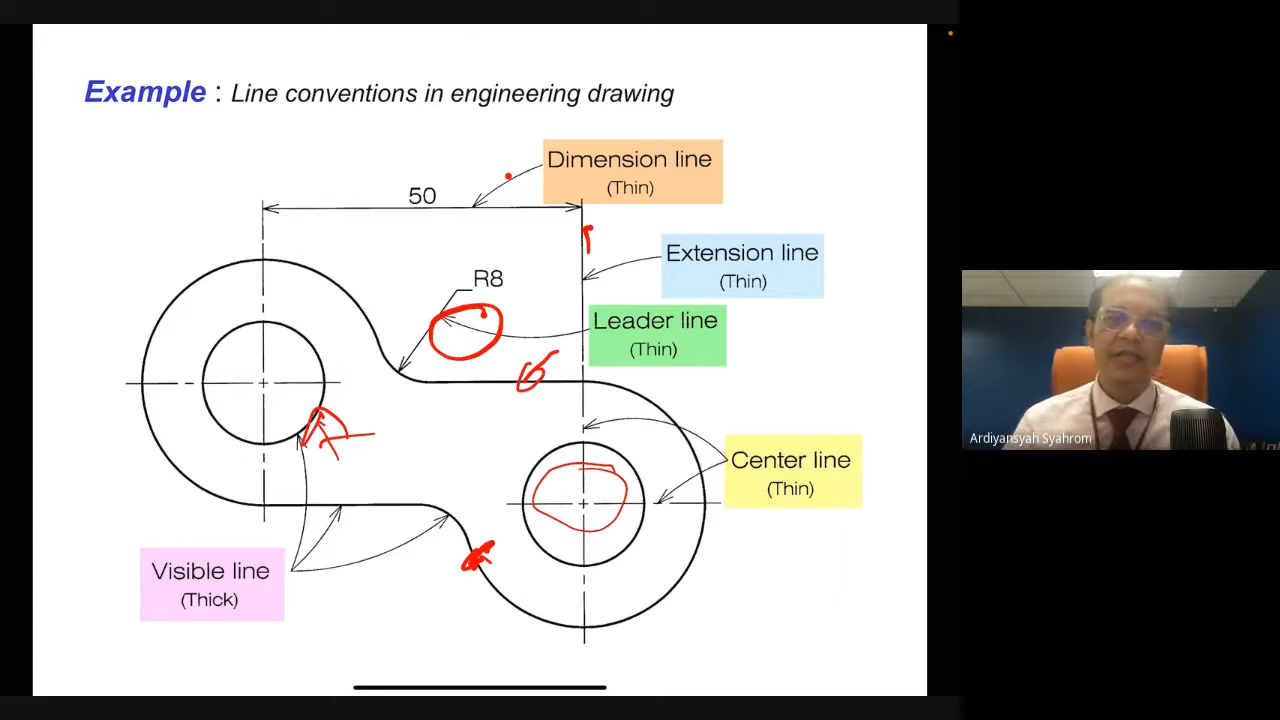 Example : Line conventions in engineering drawing
Dimension line
(Thin)
50
Extension line
(Thin)
R8
Leader line
(Thin)
Center line
(Thin)
Visible line
(Thick)
Ardiyansyah Syahrom